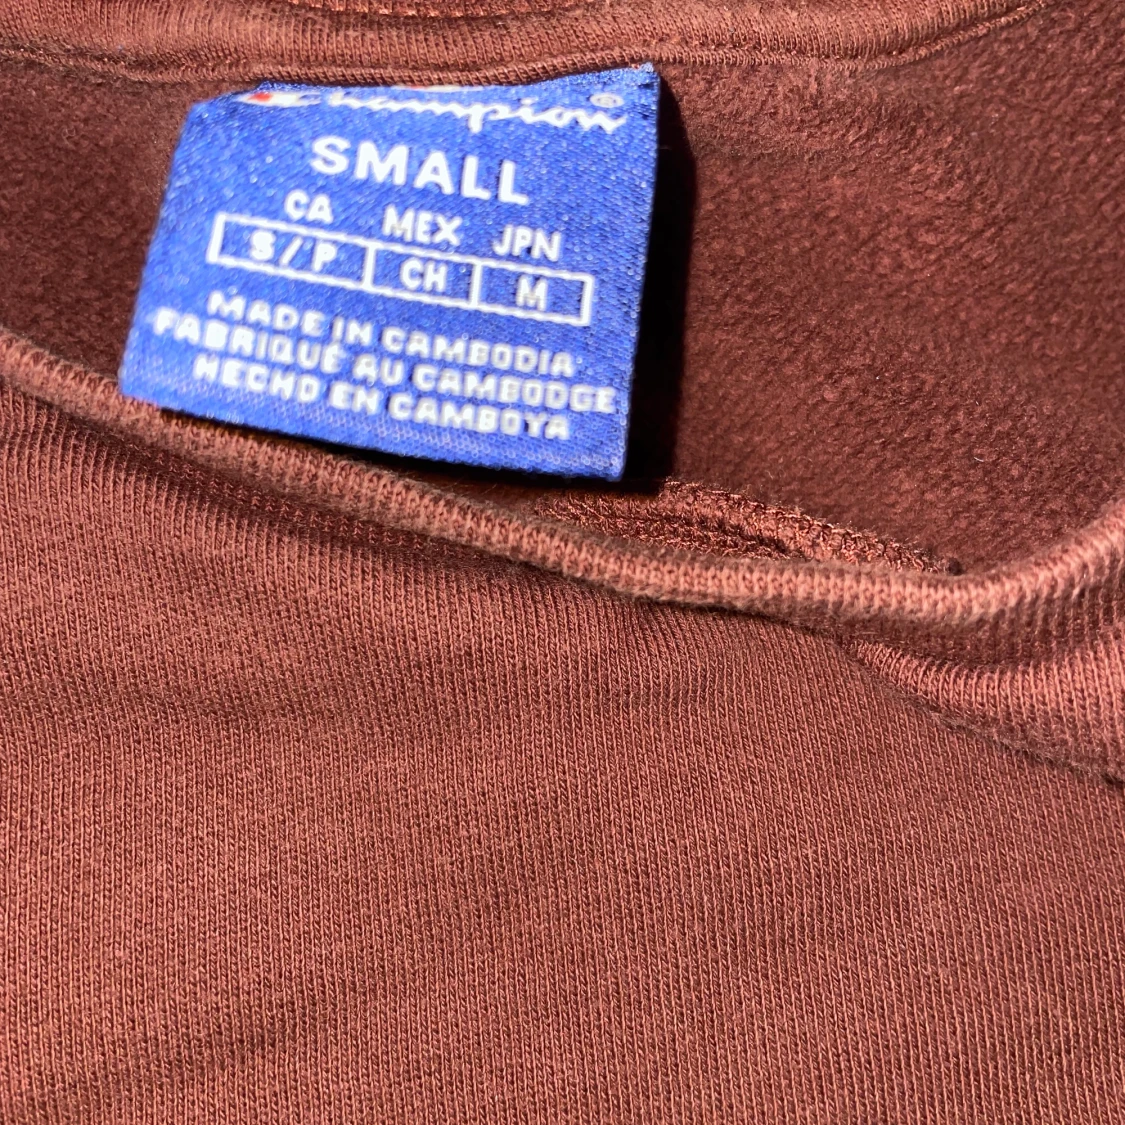 Champion®
SMALL
CA MEX JPN
S/P CH M
MADE IN CAMBODIA
FABRIQUÉ AU CAMBODGE
HECHO EN CAMBOYA